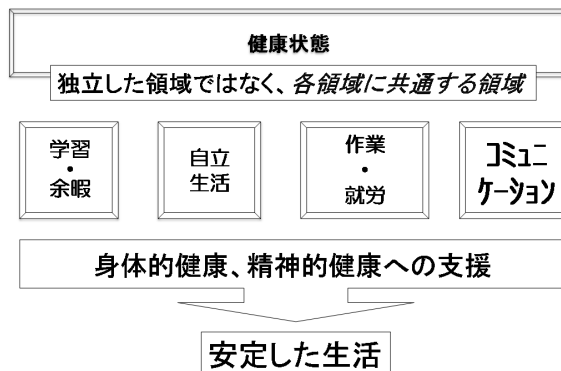 健康状態
独立した領域ではなく、各領域に共通する領域
学習
・
余暇
自立
生活
作業
・
就労
コミュニ
ケーション
身体的健康、精神的健康への支援
安定した生活